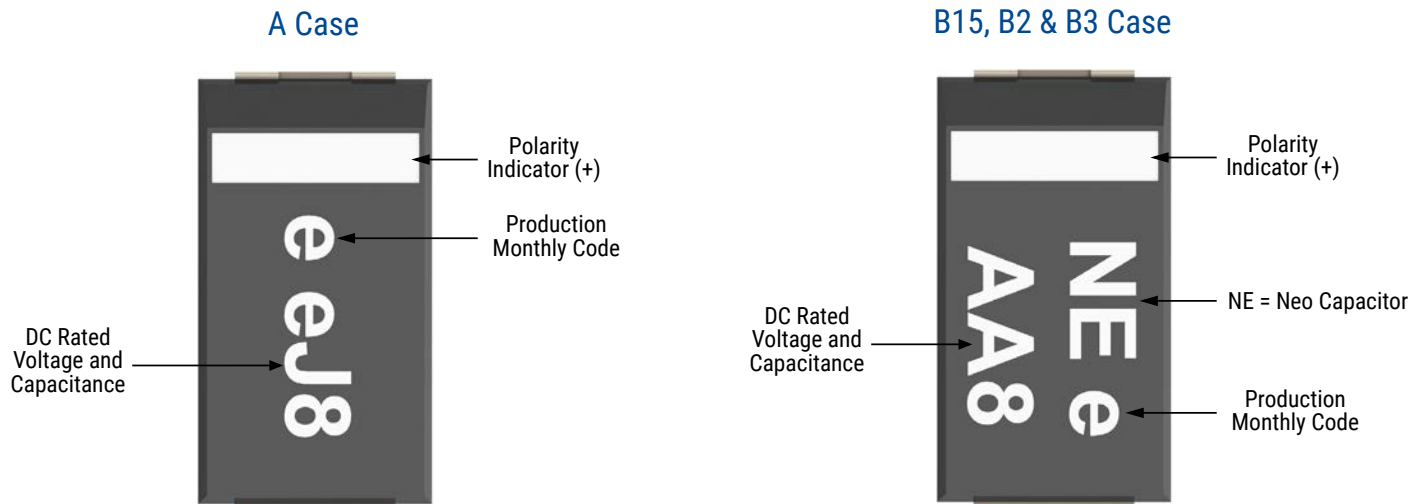 A Case
Polarity
Indicator (+)
e eJ8
Production
Monthly Code
DC Rated
Voltage and
Capacitance
B15, B2 & B3 Case
Polarity
Indicator (+)
NE e
AA8
NE = Neo Capacitor
DC Rated
Voltage and
Capacitance
Production
Monthly Code